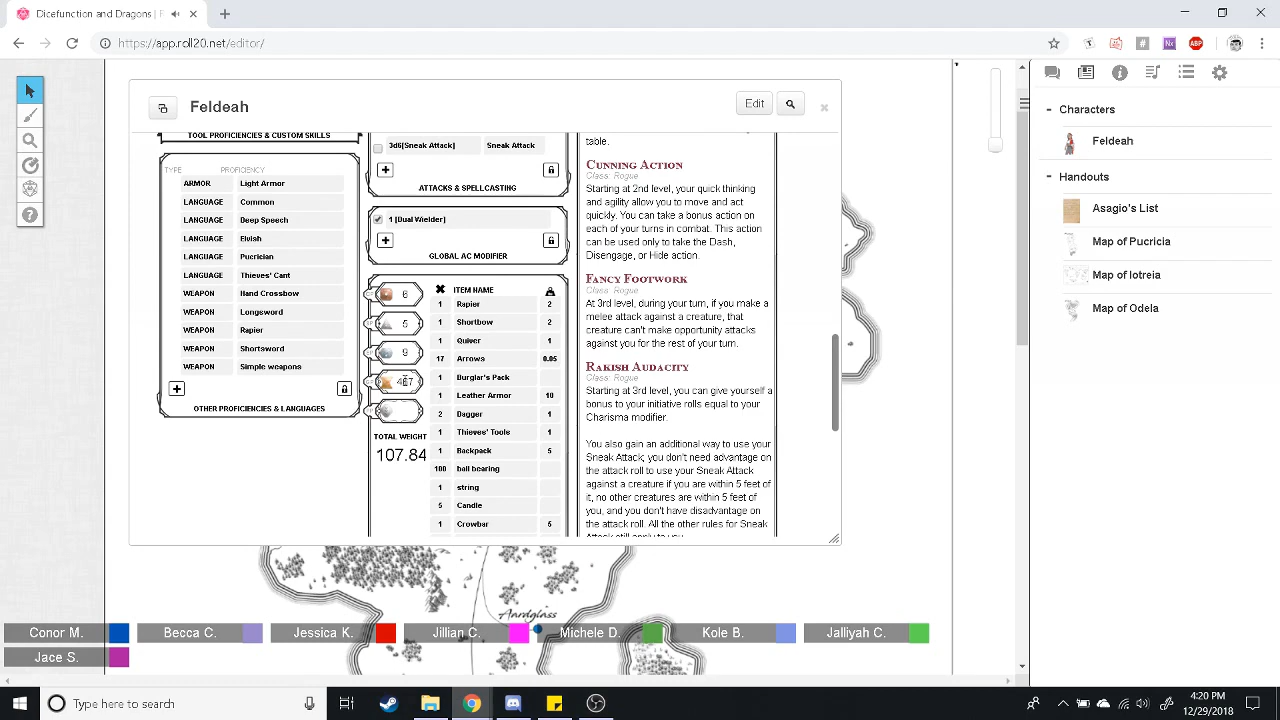 Dicefunction and Dragons | F
https://app.roll20.net/editor/
Feldeah
Edit
TOOL PROFICIENCIES & CUSTOM SKILLS
TYPE PROFICIENCY
ARMOR Light Armor
LANGUAGE Common
LANGUAGE Deep Speech
LANGUAGE Elvish
LANGUAGE Pucrician
LANGUAGE Thieves' Cant
WEAPON Hand Crossbow
WEAPON Longsword
WEAPON Rapier
WEAPON Shortsword
WEAPON Simple weapons
OTHER PROFICIENCIES & LANGUAGES
3d6[Sneak Attack] Sneak Attack
ATTACKS & SPELLCASTING
1 [Dual Wielder]
GLOBAL AC MODIFIER
6
5
9
467
TOTAL WEIGHT
107.84
ITEM NAME
1 Rapier 2
1 Shortbow 2
1 Quiver 1
17 Arrows 0.05
1 Burglar's Pack
1 Leather Armor 10
2 Dagger 1
1 Thieves' Tools 1
1 Backpack 5
100 ball bearing
1 string
5 Candle
1 Crowbar 5
table.
CUNNING ACTION
Class: Rogue
Starting at 2nd level, your quick thinking
and agility allow you to move and act
quickly. You can take a bonus action on
each of your turns in combat. This action
can be used only to take the Dash,
Disengage, or Hide action.
FANCY FOOTWORK
Class: Rogue
At 3rd level, during your turn, if you make a
melee attack against a creature, that
creature can't make opportunity attacks
against you for the rest of your turn.
RAKISH AUDACITY
Class: Rogue
Starting at 3rd level, you can give yourself a
bonus to your initiative rolls equal to your
Charisma modifier.
You also gain an additional way to use your
Sneak Attack; you don't need advantage on
the attack roll to use your Sneak Attack
against a creature if you are within 5 feet of
it, no other creatures are within 5 feet of
you, and you don't have disadvantage on
the attack roll. All the other rules for Sneak
Attack still apply to you.
Characters
Feldeah
Handouts
Asagio's List
Map of Pucricia
Map of Iotreia
Map of Odela
Aardglass
Conor M.
Becca C.
Jessica K.
Jillian C.
Michele D.
Kole B.
Jalliyah C.
Jace S.
Type here to search
4:20 PM
12/29/2018